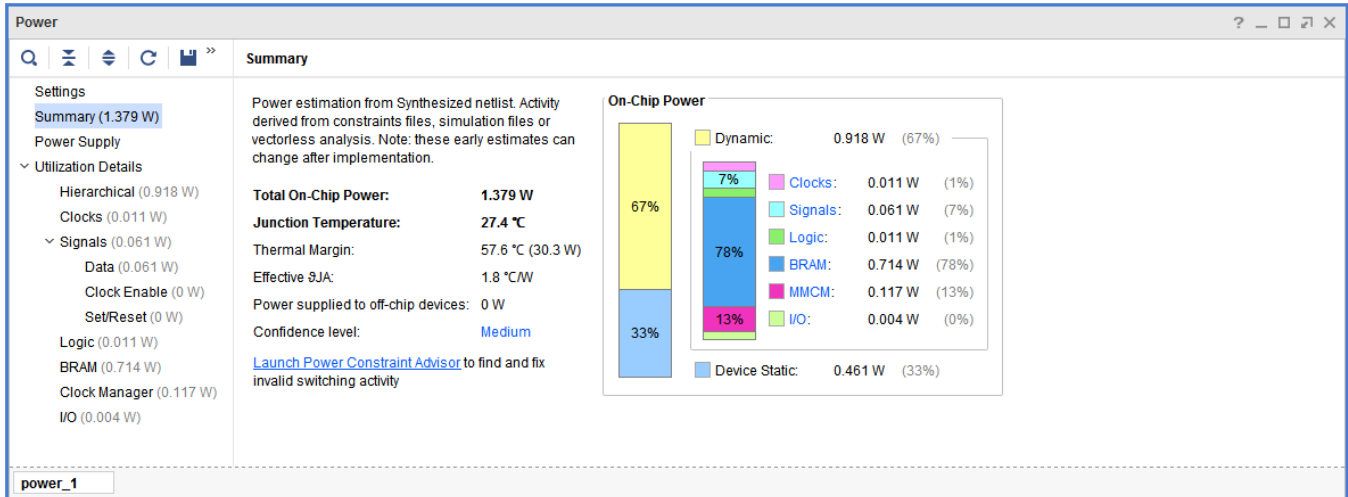 Power
? _ □ X
»
Summary
Settings
Summary (1.379 W)
Power Supply
Utilization Details
Hierarchical (0.918 W)
Clocks (0.011 W)
Signals (0.061 W)
Data (0.061 W)
Clock Enable (0 W)
Set/Reset (0 W)
Logic (0.011 W)
BRAM (0.714 W)
Clock Manager (0.117 W)
I/O (0.004 W)
Power estimation from Synthesized netlist. Activity
derived from constraints files, simulation files or
vectorless analysis. Note: these early estimates can
change after implementation.
Total On-Chip Power: 1.379 W
Junction Temperature: 27.4 °C
Thermal Margin: 57.6 °C (30.3 W)
Effective ϑJA: 1.8 °C/W
Power supplied to off-chip devices: 0 W
Confidence level: Medium
Launch Power Constraint Advisor to find and fix
invalid switching activity
On-Chip Power
67%
33%
Dynamic: 0.918 W (67%)
7%
78%
13%
Clocks: 0.011 W (1%)
Signals: 0.061 W (7%)
Logic: 0.011 W (1%)
BRAM: 0.714 W (78%)
MMCM: 0.117 W (13%)
I/O: 0.004 W (0%)
Device Static: 0.461 W (33%)
power_1